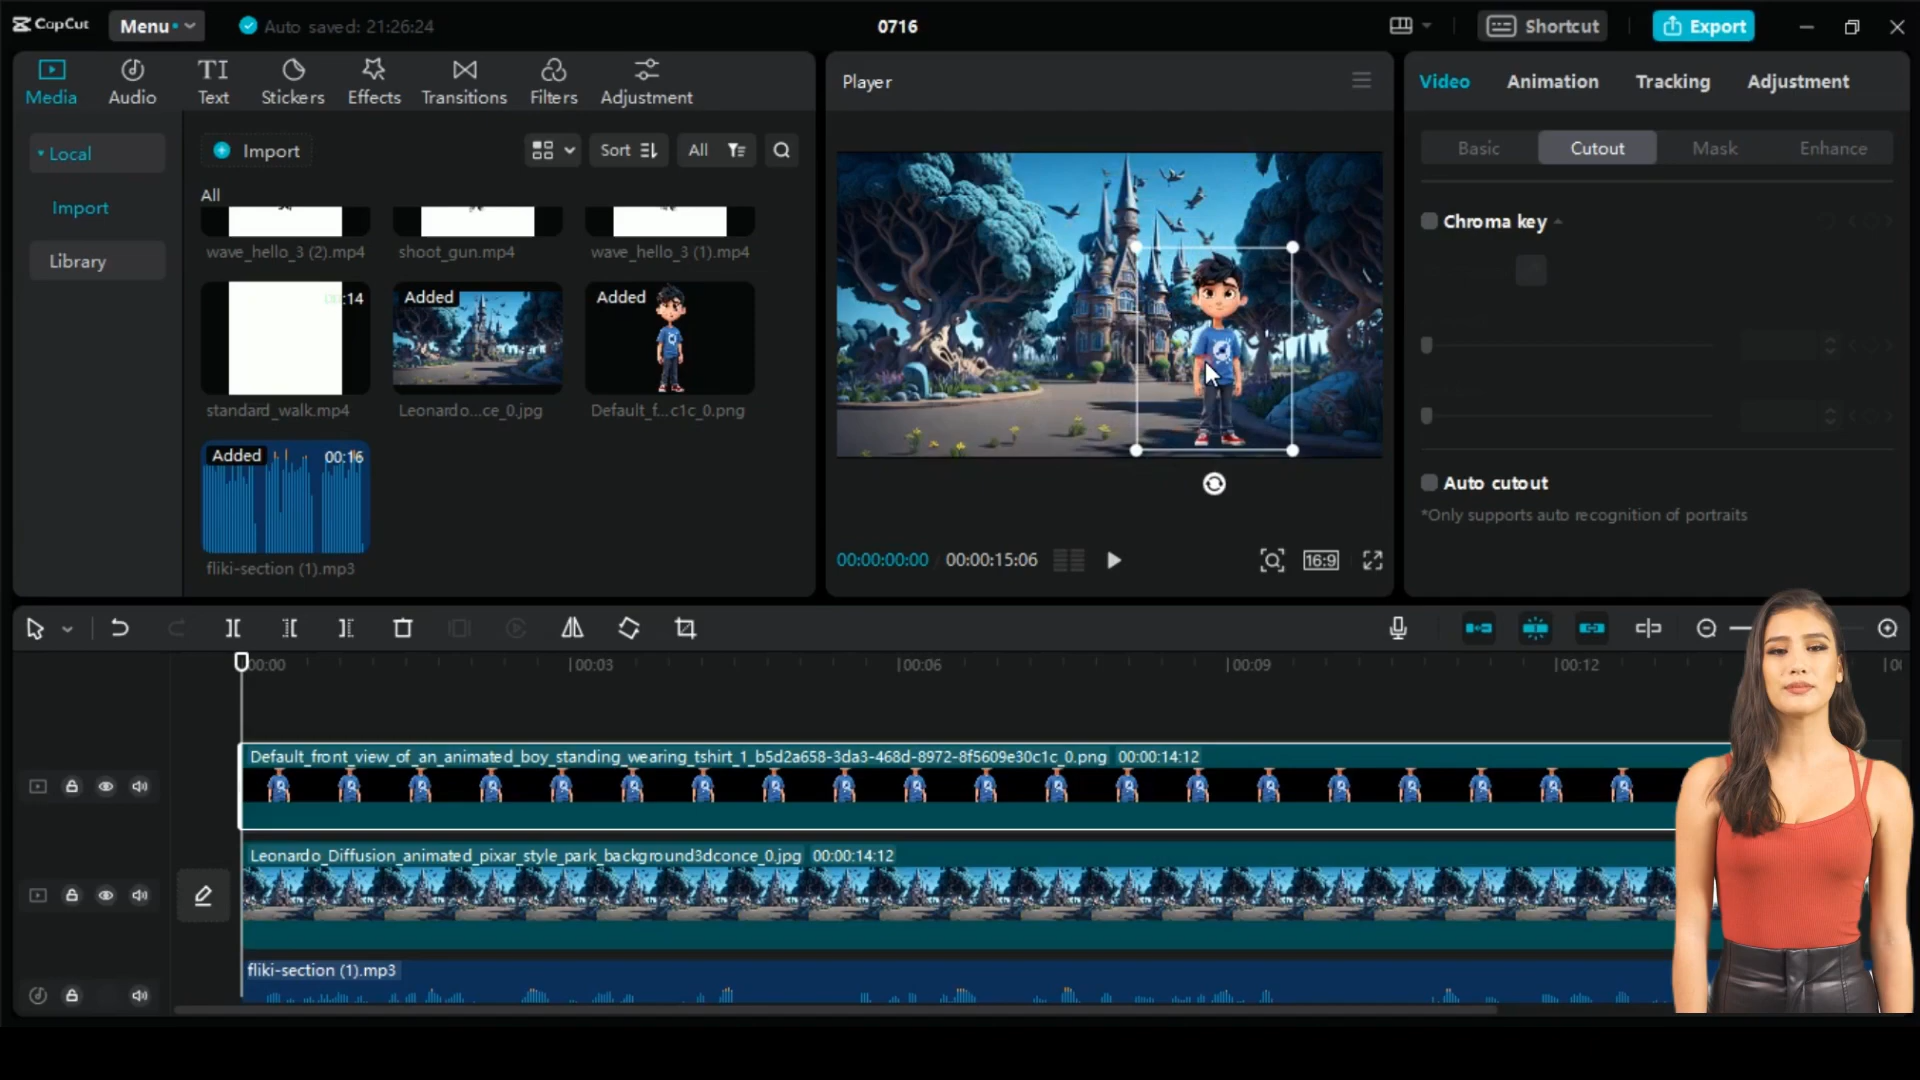 CapCut
Menu
Auto saved: 21:26:24
0716
Shortcut
Export
Media
Audio
TI
Text
Stickers
Effects
Transitions
Filters
Adjustment
Local
Import
Library
Import
Sort
All
All
wave_hello_3 (2).mp4
shoot_gun.mp4
wave_hello_3 (1).mp4
:14
Added
Added
standard_walk.mp4
Leonardo...ce_0.jpg
Default_f...c1c_0.png
Added
00:16
fliki-section (1).mp3
Player
00:00:00:00
00:00:15:06
16:9
Video
Animation
Tracking
Adjustment
Basic
Cutout
Mask
Enhance
Chroma key
Auto cutout
*Only supports auto recognition of portraits
00:00
00:03
00:06
00:09
00:12
Default_front_view_of_an_animated_boy_standing_wearing_tshirt_1_b5d2a658-3da3-468d-8972-8f5609e30c1c_0.png 00:00:14:12
Leonardo_Diffusion_animated_pixar_style_park_background3dconce_0.jpg 00:00:14:12
fliki-section (1).mp3